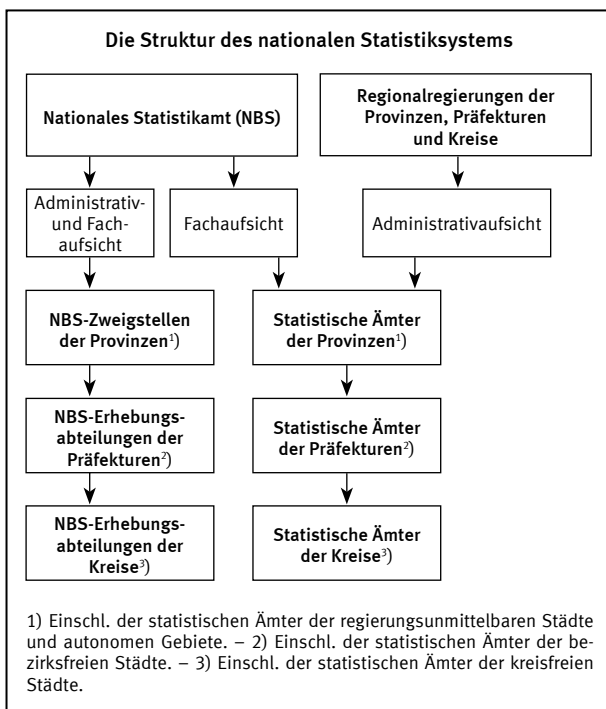 Die Struktur des nationalen Statistiksystems
Nationales Statistikamt (NBS)
Regionalregierungen der
Provinzen, Präfekturen
und Kreise
Administrativ-
und Fach-
aufsicht
Fachaufsicht
Administrativaufsicht
NBS-Zweigstellen
der Provinzen¹)
Statistische Ämter
der Provinzen¹)
NBS-Erhebungs-
abteilungen der
Präfekturen²)
Statistische Ämter
der Präfekturen²)
NBS-Erhebungs-
abteilungen der
Kreise³)
Statistische Ämter
der Kreise³)
1) Einschl. der statistischen Ämter der regierungsunmittelbaren Städte
und autonomen Gebiete. – 2) Einschl. der statistischen Ämter der be-
zirksfreien Städte. – 3) Einschl. der statistischen Ämter der kreisfreien
Städte.